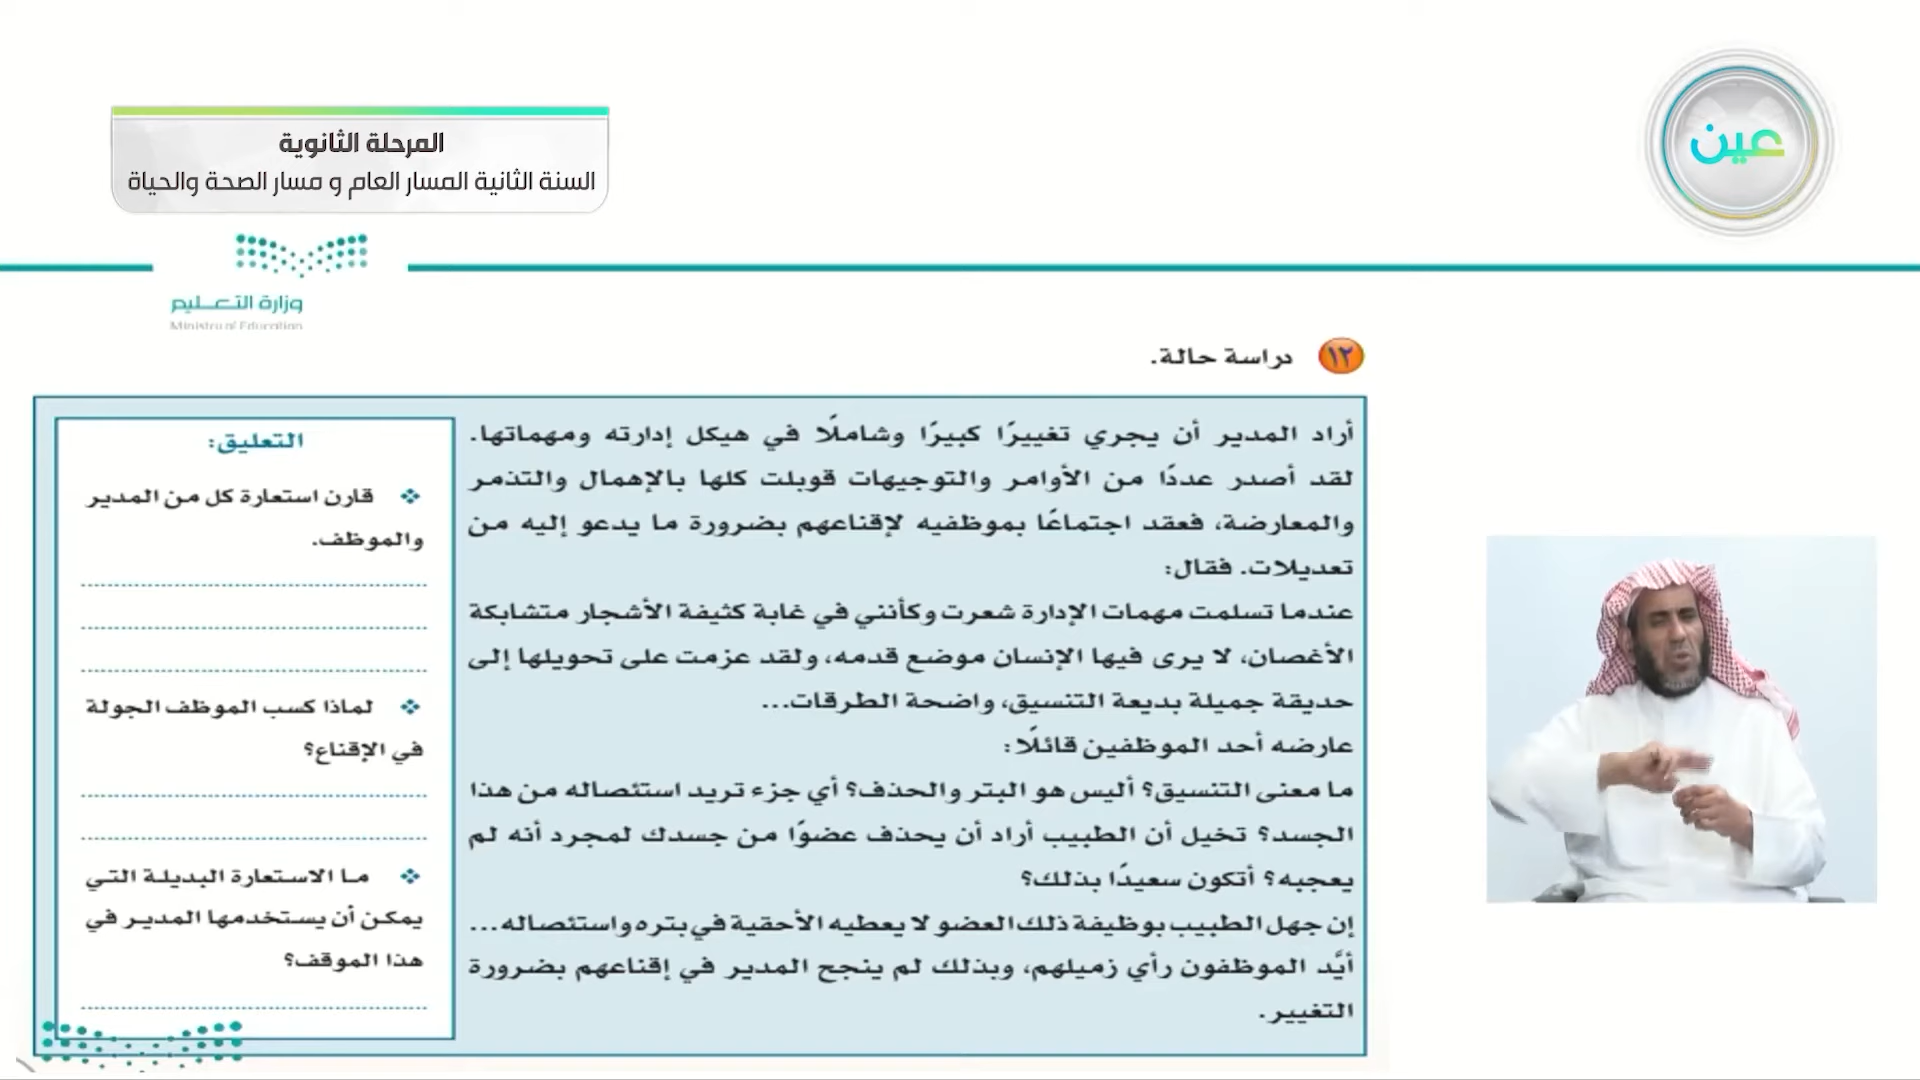 المرحلة الثانوية
السنة الثانية المسار العام و مسار الصحة والحياة
عين
وزارة التعـــليم
Ministry of Education
١٢ دراسة حالة.
أراد المدير أن يجري تغييرًا كبيرًا وشاملًا في هيكل إدارته ومهماتها.
لقد أصدر عددًا من الأوامر والتوجيهات قوبلت كلها بالإهمال والتذمر
والمعارضة، فعقد اجتماعًا بموظفيه لإقناعهم بضرورة ما يدعو إليه من
تعديلات. فقال:
عندما تسلمت مهمات الإدارة شعرت وكأنني في غابة كثيفة الأشجار متشابكة
الأغصان، لا يرى فيها الإنسان موضع قدمه، ولقد عزمت على تحويلها إلى
حديقة جميلة بديعة التنسيق، واضحة الطرقات...
عارضه أحد الموظفين قائلًا:
ما معنى التنسيق؟ أليس هو البتر والحذف؟ أي جزء تريد استئصاله من هذا
الجسد؟ تخيل أن الطبيب أراد أن يحذف عضوًا من جسدك لمجرد أنه لم
يعجبه؟ أتكون سعيدًا بذلك؟
إن جهل الطبيب بوظيفة ذلك العضو لا يعطيه الأحقية في بتره واستئصاله...
أيَّد الموظفون رأي زميلهم، وبذلك لم ينجح المدير في إقناعهم بضرورة
التغيير.
التعليق:
قارن استعارة كل من المدير
والموظف.
لماذا كسب الموظف الجولة
في الإقناع؟
ما الاستعارة البديلة التي
يمكن أن يستخدمها المدير في
هذا الموقف؟